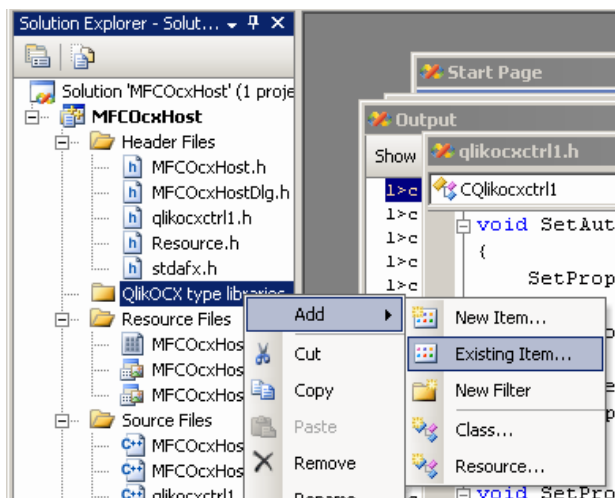 Solution Explorer - Solut...
Solution 'MFCOcxHost' (1 proje
MFCOcxHost
Header Files
MFCOcxHost.h
MFCOcxHostDlg.h
qlikocxctrl1.h
Resource.h
stdafx.h
QlikOCX type libraries
Resource Files
MFCOcxHos
MFCOcxHos
MFCOcxHos
Source Files
MFCOcxHos
MFCOcxHos
qlikocxctrl1
Add
Cut
Copy
Paste
Remove
Rename
New Item...
Existing Item...
New Filter
Class...
Resource...
Start Page
Output
Show
1>c
1>c
1>c
1>c
1>c
qlikocxctrl1.h
CQlikocxctrl1
void SetAut
{
SetProp
void SetPro